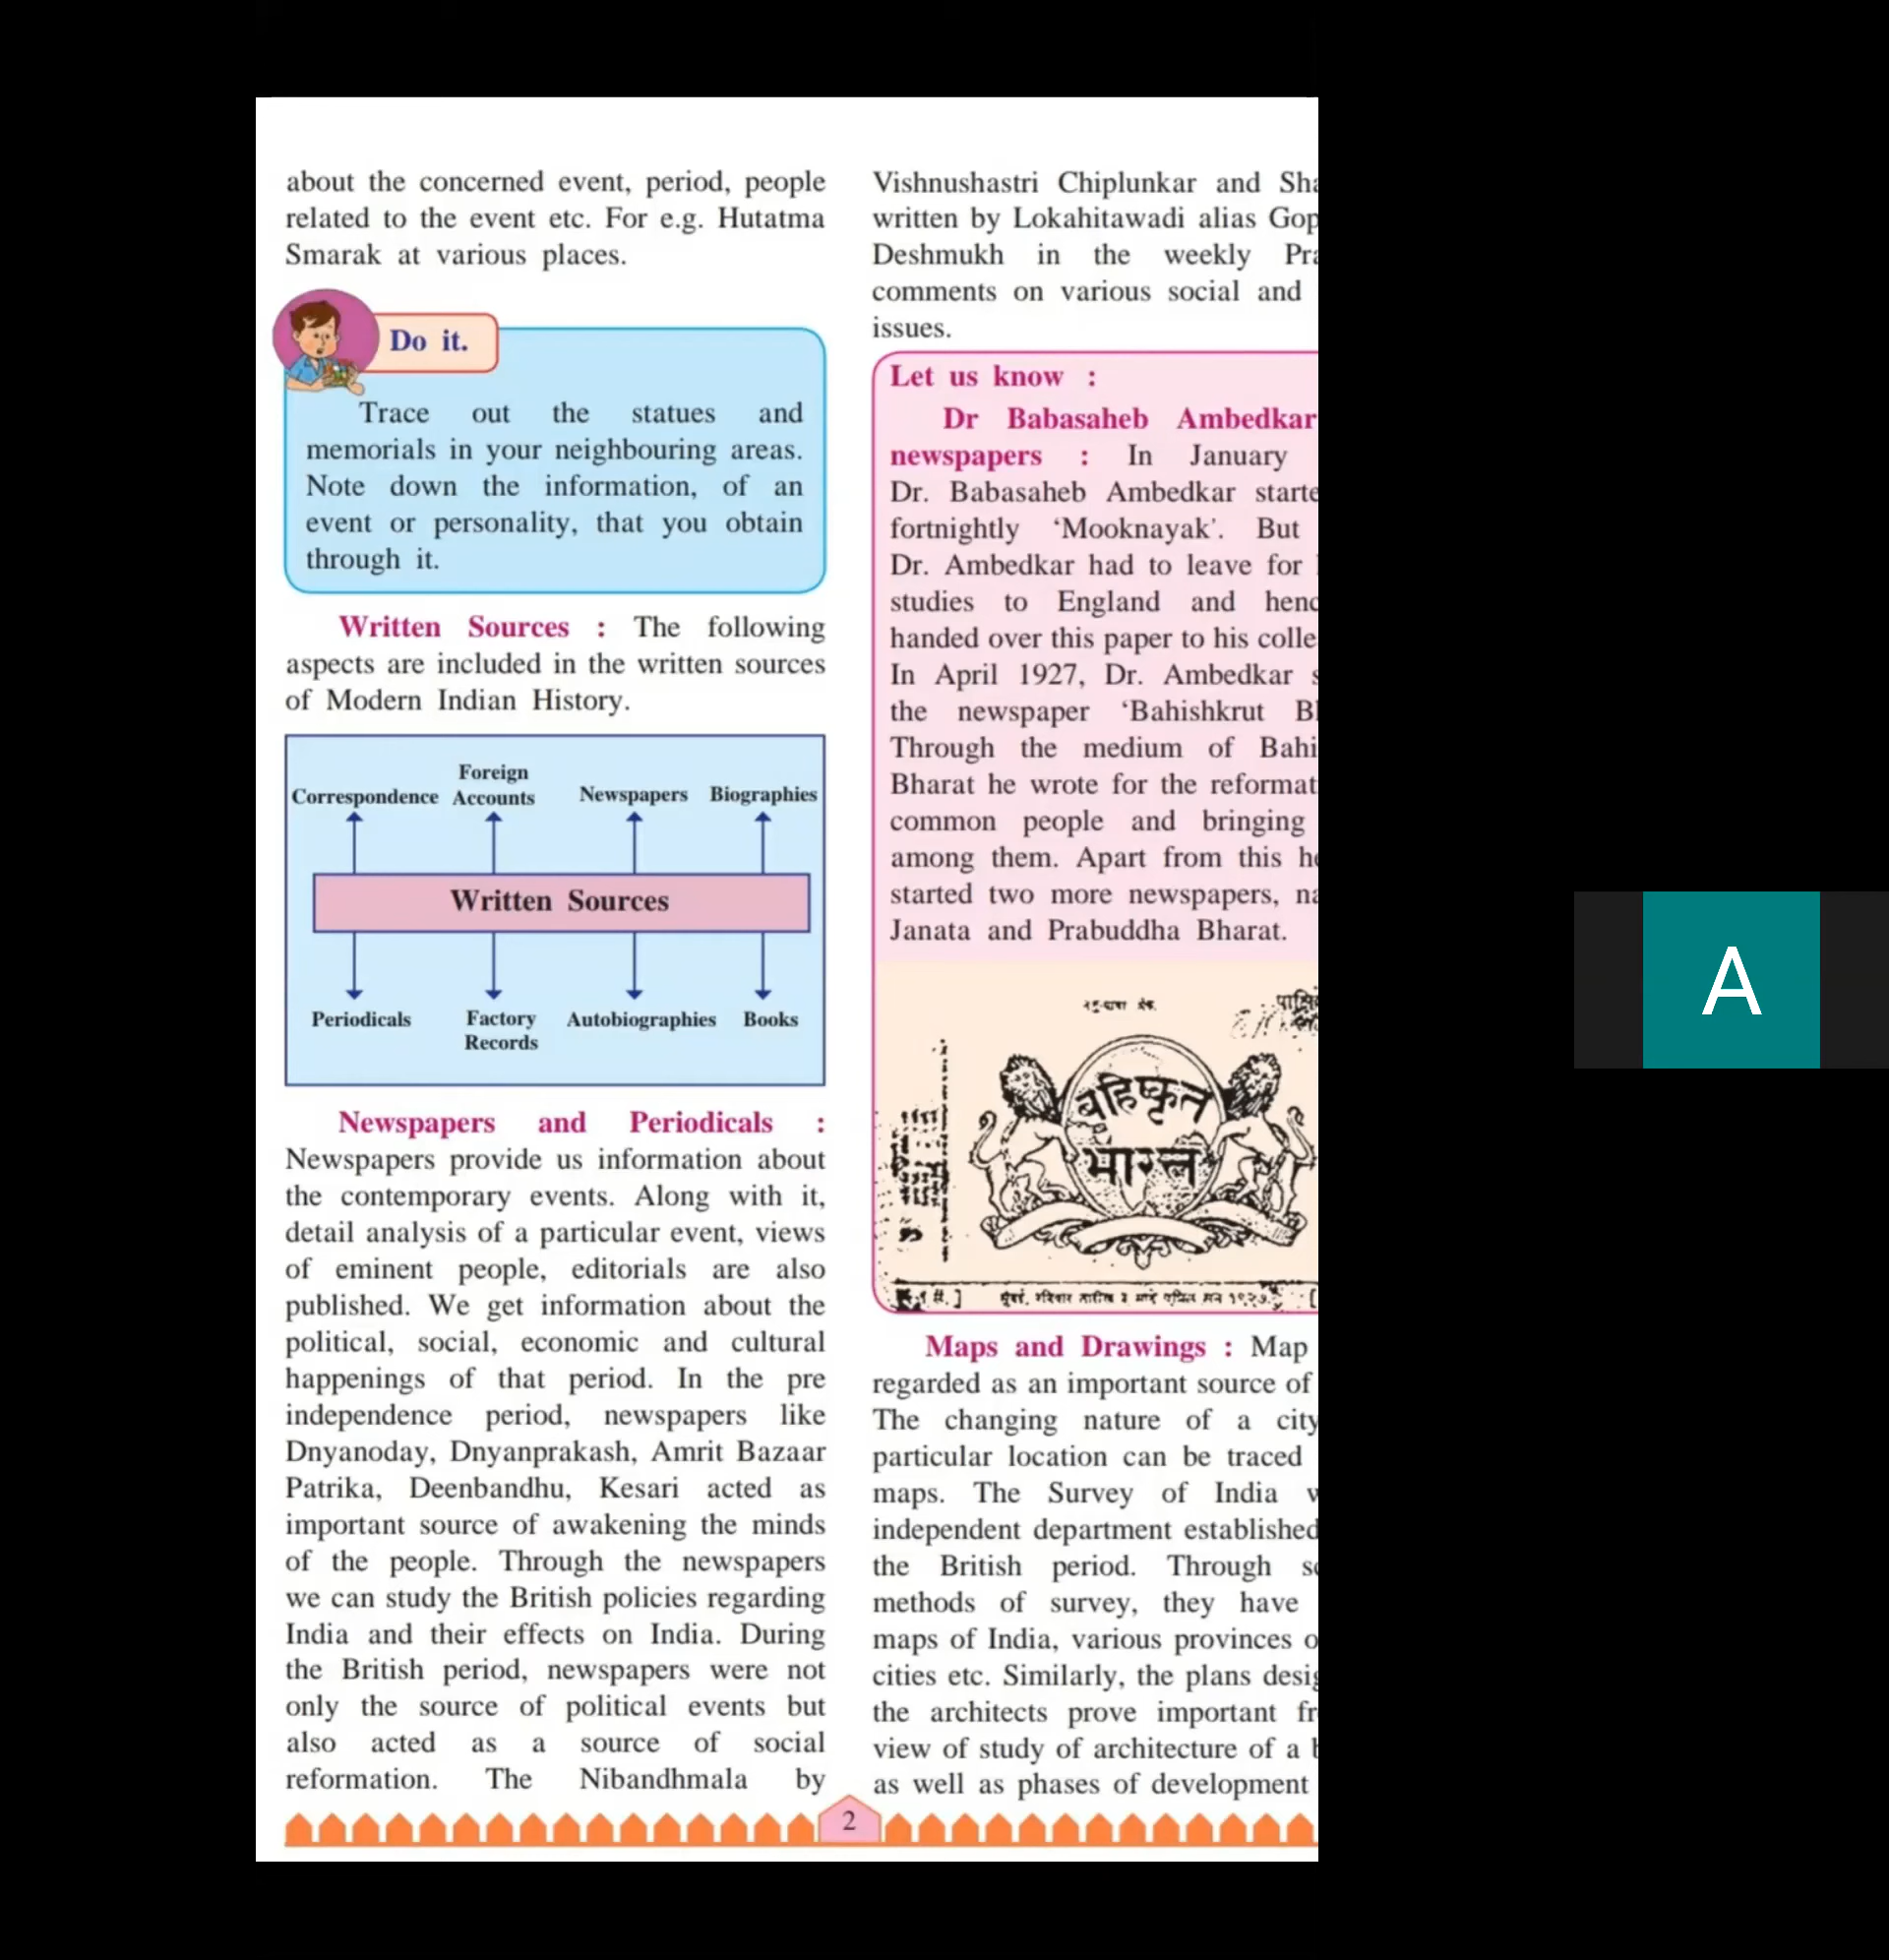 about the concerned event, period, people
related to the event etc. For e.g. Hutatma
Smarak at various places.
Do it.
Trace out the statues and
memorials in your neighbouring areas.
Note down the information, of an
event or personality, that you obtain
through it.
Written Sources : The following
aspects are included in the written sources
of Modern Indian History.
Foreign
Correspondence Accounts Newspapers Biographies
Written Sources
Periodicals Factory Autobiographies Books
Records
Newspapers and Periodicals :
Newspapers provide us information about
the contemporary events. Along with it,
detail analysis of a particular event, views
of eminent people, editorials are also
published. We get information about the
political, social, economic and cultural
happenings of that period. In the pre
independence period, newspapers like
Dnyanoday, Dnyanprakash, Amrit Bazaar
Patrika, Deenbandhu, Kesari acted as
important source of awakening the minds
of the people. Through the newspapers
we can study the British policies regarding
India and their effects on India. During
the British period, newspapers were not
only the source of political events but
also acted as a source of social
reformation. The Nibandhmala by
Vishnushastri Chiplunkar and Sha
written by Lokahitawadi alias Gop
Deshmukh in the weekly Pra
comments on various social and
issues.
Let us know :
Dr Babasaheb Ambedkar
newspapers : In January
Dr. Babasaheb Ambedkar starte
fortnightly ‘Mooknayak’. But
Dr. Ambedkar had to leave for
studies to England and henc
handed over this paper to his colle
In April 1927, Dr. Ambedkar s
the newspaper ‘Bahishkrut B
Through the medium of Bahi
Bharat he wrote for the reformat
common people and bringing
among them. Apart from this he
started two more newspapers, na
Janata and Prabuddha Bharat.
बहिष्कृत
भारत
Maps and Drawings : Map
regarded as an important source of
The changing nature of a city
particular location can be traced
maps. The Survey of India w
independent department established
the British period. Through sc
methods of survey, they have
maps of India, various provinces o
cities etc. Similarly, the plans desig
the architects prove important fr
view of study of architecture of a b
as well as phases of development
2
A